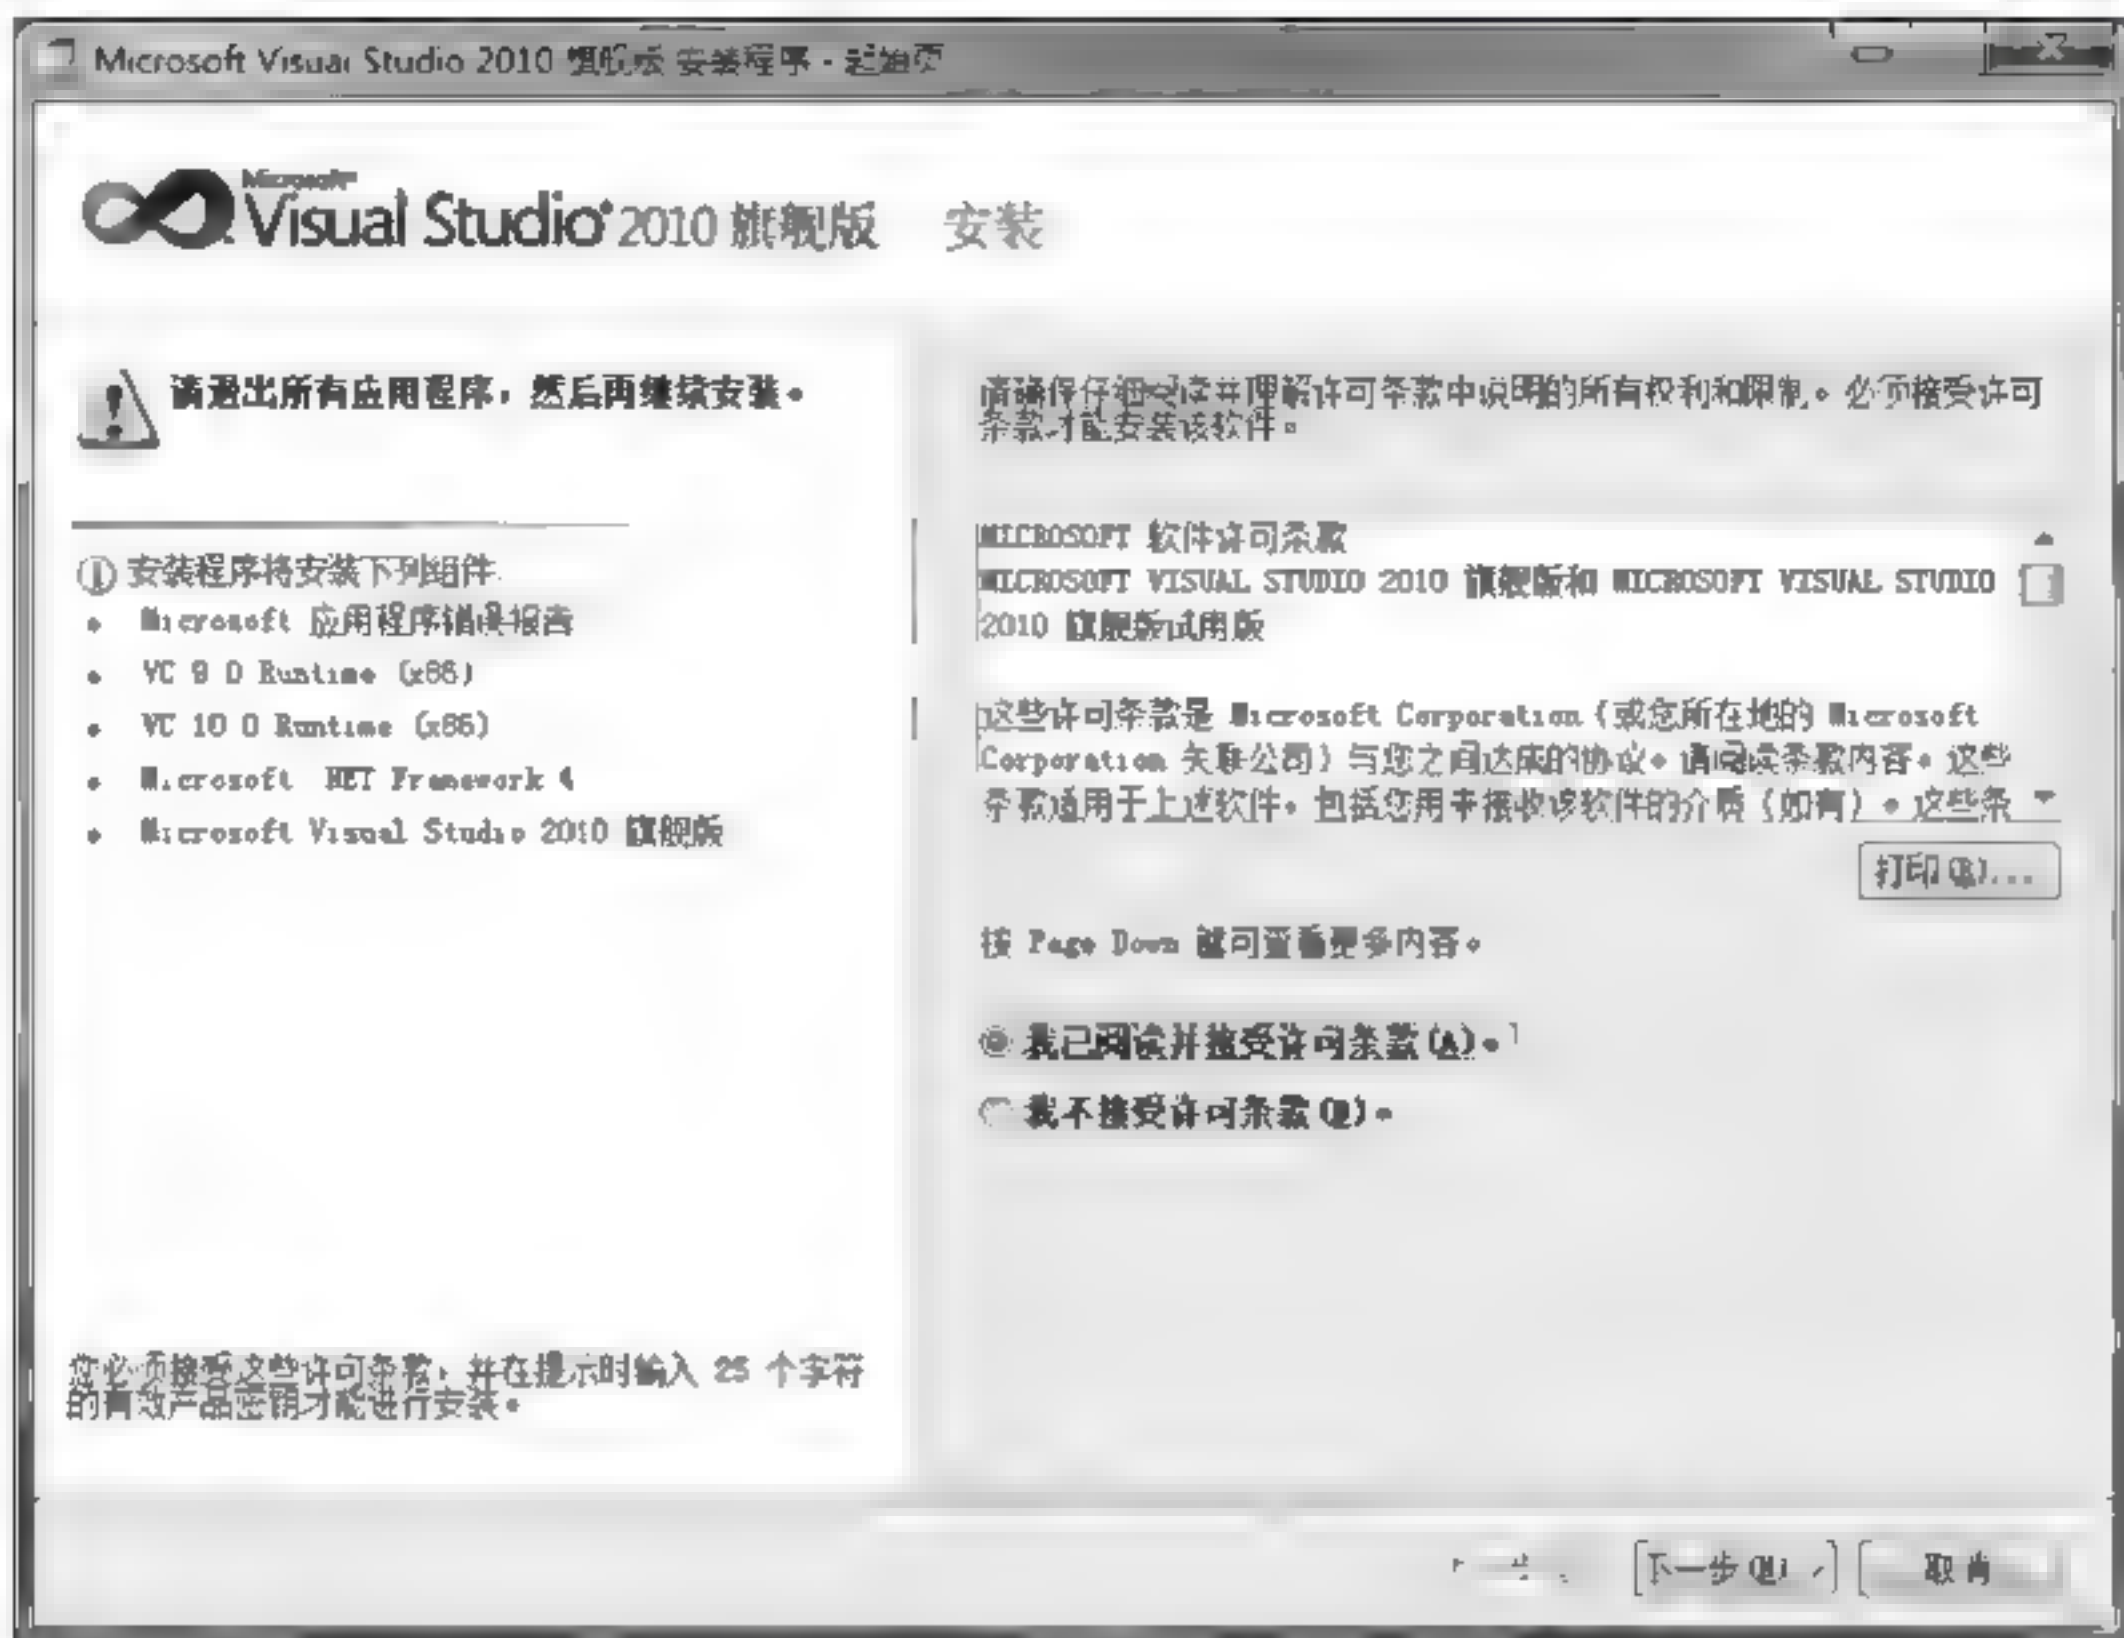 Microsoft Visual Studio 2010 旗舰版 安装程序 - 起始页
Microsoft
Visual Studio 2010 旗舰版 安装
请退出所有应用程序，然后再继续安装。
安装程序将安装下列组件:
Microsoft 应用程序错误报告
VC 9.0 Runtime (x86)
VC 10.0 Runtime (x86)
Microsoft .NET Framework 4
Microsoft Visual Studio 2010 旗舰版
您必须接受这些许可条款，并在提示时输入 25 个字符
的有效产品密钥才能进行安装。
请确保仔细阅读并理解许可条款中说明的所有权利和限制。必须接受许可
条款才能安装该软件。
MICROSOFT 软件许可条款
MICROSOFT VISUAL STUDIO 2010 旗舰版和 MICROSOFT VISUAL STUDIO
2010 旗舰版试用版
这些许可条款是 Microsoft Corporation（或您所在地的 Microsoft
Corporation 关联公司）与您之间达成的协议。请阅读条款内容。这些
条款适用于上述软件，包括您用来接收该软件的介质（如有）。这些条
打印(R)...
按 Page Down 键可查看更多内容。
我已阅读并接受许可条款(A)。
我不接受许可条款(D)。
下一步(N) >
取消